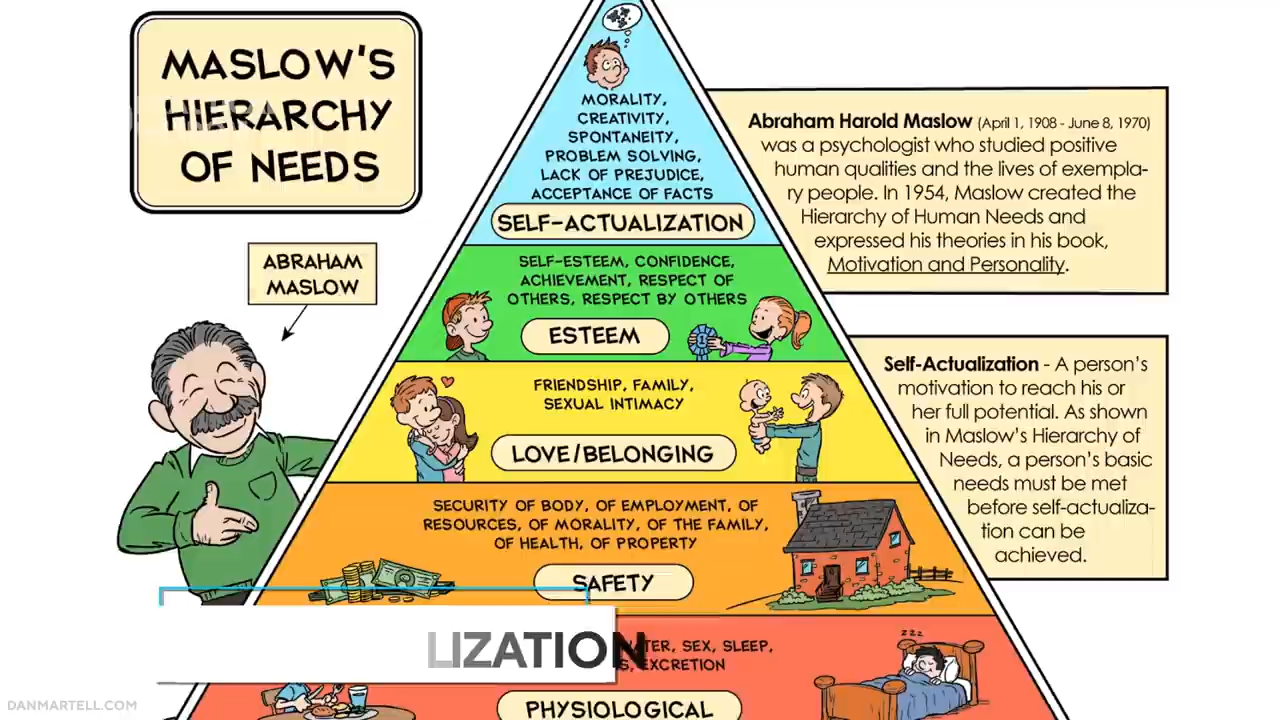 MASLOW'S
HIERARCHY
OF NEEDS
ABRAHAM
MASLOW
MORALITY,
CREATIVITY,
SPONTANEITY,
PROBLEM SOLVING,
LACK OF PREJUDICE,
ACCEPTANCE OF FACTS
SELF-ACTUALIZATION
SELF-ESTEEM, CONFIDENCE,
ACHIEVEMENT, RESPECT OF
OTHERS, RESPECT BY OTHERS
ESTEEM
1
FRIENDSHIP, FAMILY,
SEXUAL INTIMACY
LOVE/BELONGING
SECURITY OF BODY, OF EMPLOYMENT, OF
RESOURCES, OF MORALITY, OF THE FAMILY,
OF HEALTH, OF PROPERTY
SAFETY
SEX, SLEEP,
EXCRETION
PHYSIOLOGICAL
zzz
Abraham Harold Maslow (April 1, 1908 - June 8, 1970)
was a psychologist who studied positive
human qualities and the lives of exempla-
ry people. In 1954, Maslow created the
Hierarchy of Human Needs and
expressed his theories in his book,
Motivation and Personality.
Self-Actualization - A person's
motivation to reach his or
her full potential. As shown
in Maslow's Hierarchy of
Needs, a person's basic
needs must be met
before self-actualiza-
tion can be
achieved.
LIZATION
DANMARTELL.COM